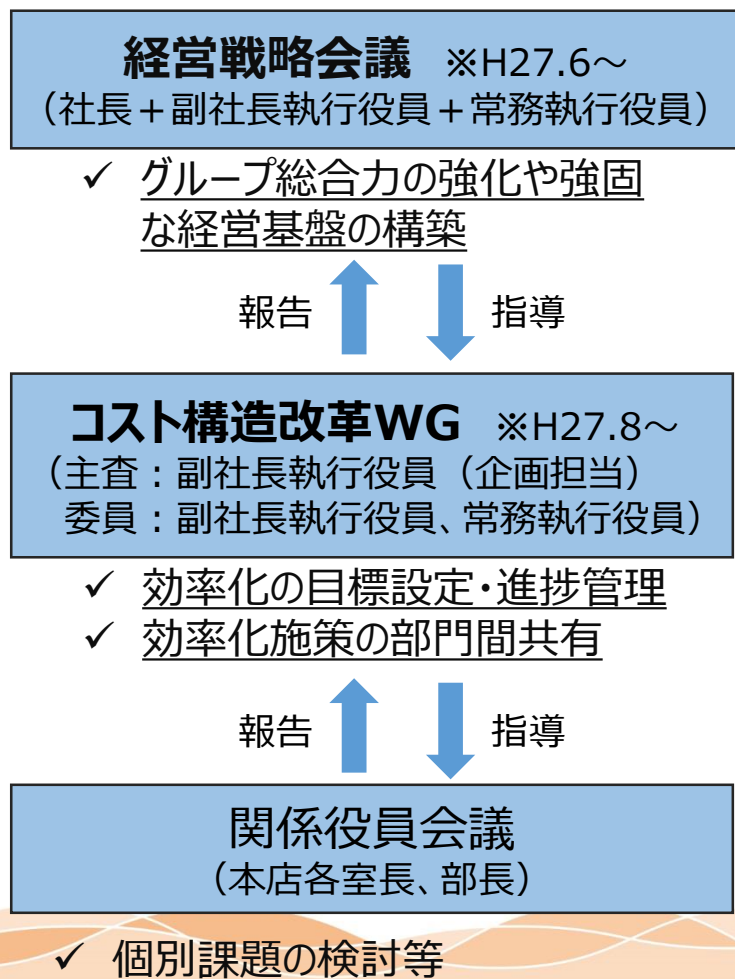 経営戦略会議 ※H27.6～
（社長＋副社長執行役員＋常務執行役員）
✓ グループ総合力の強化や強固
な経営基盤の構築
報告 指導
コスト構造改革WG ※H27.8～
（主査：副社長執行役員（企画担当）
委員：副社長執行役員、常務執行役員）
✓ 効率化の目標設定・進捗管理
✓ 効率化施策の部門間共有
報告 指導
関係役員会議
（本店各室長、部長）
✓ 個別課題の検討等